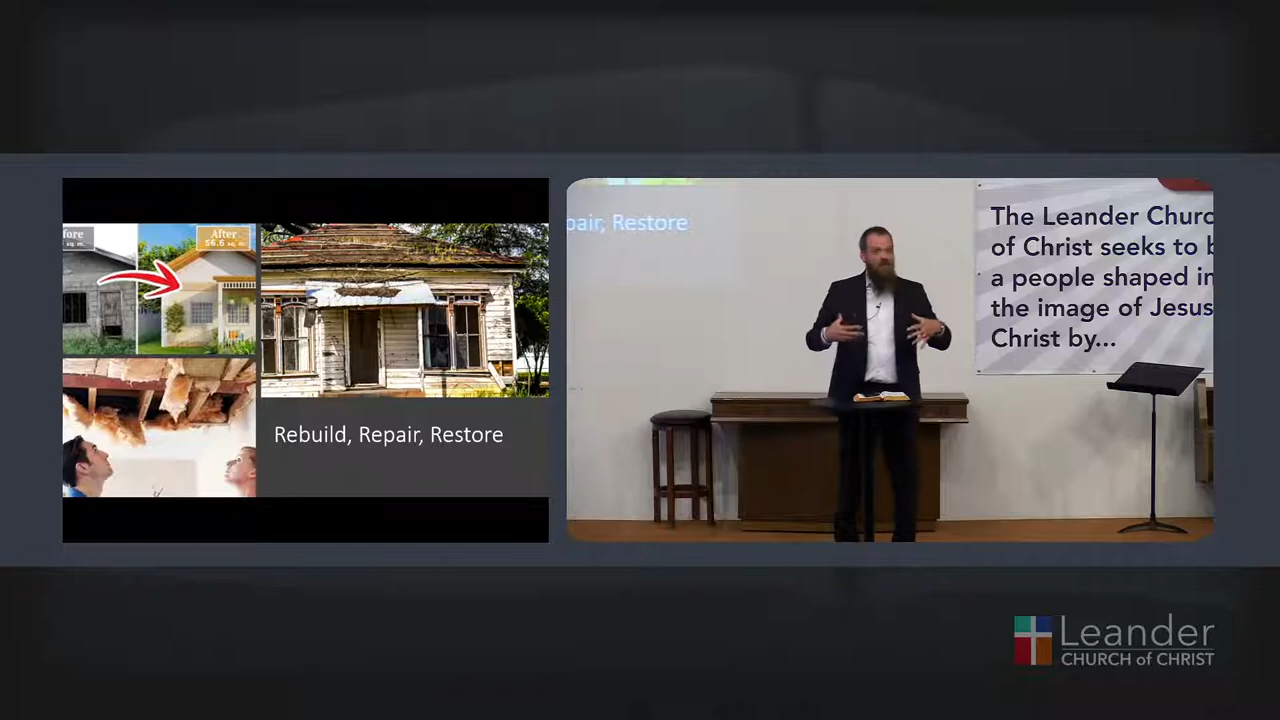 fore
After
56.6 sq. m.
Rebuild, Repair, Restore
pair, Restore
The Leander Churc
of Christ seeks to b
a people shaped in
the image of Jesus
Christ by...
Leander
CHURCH of CHRIST